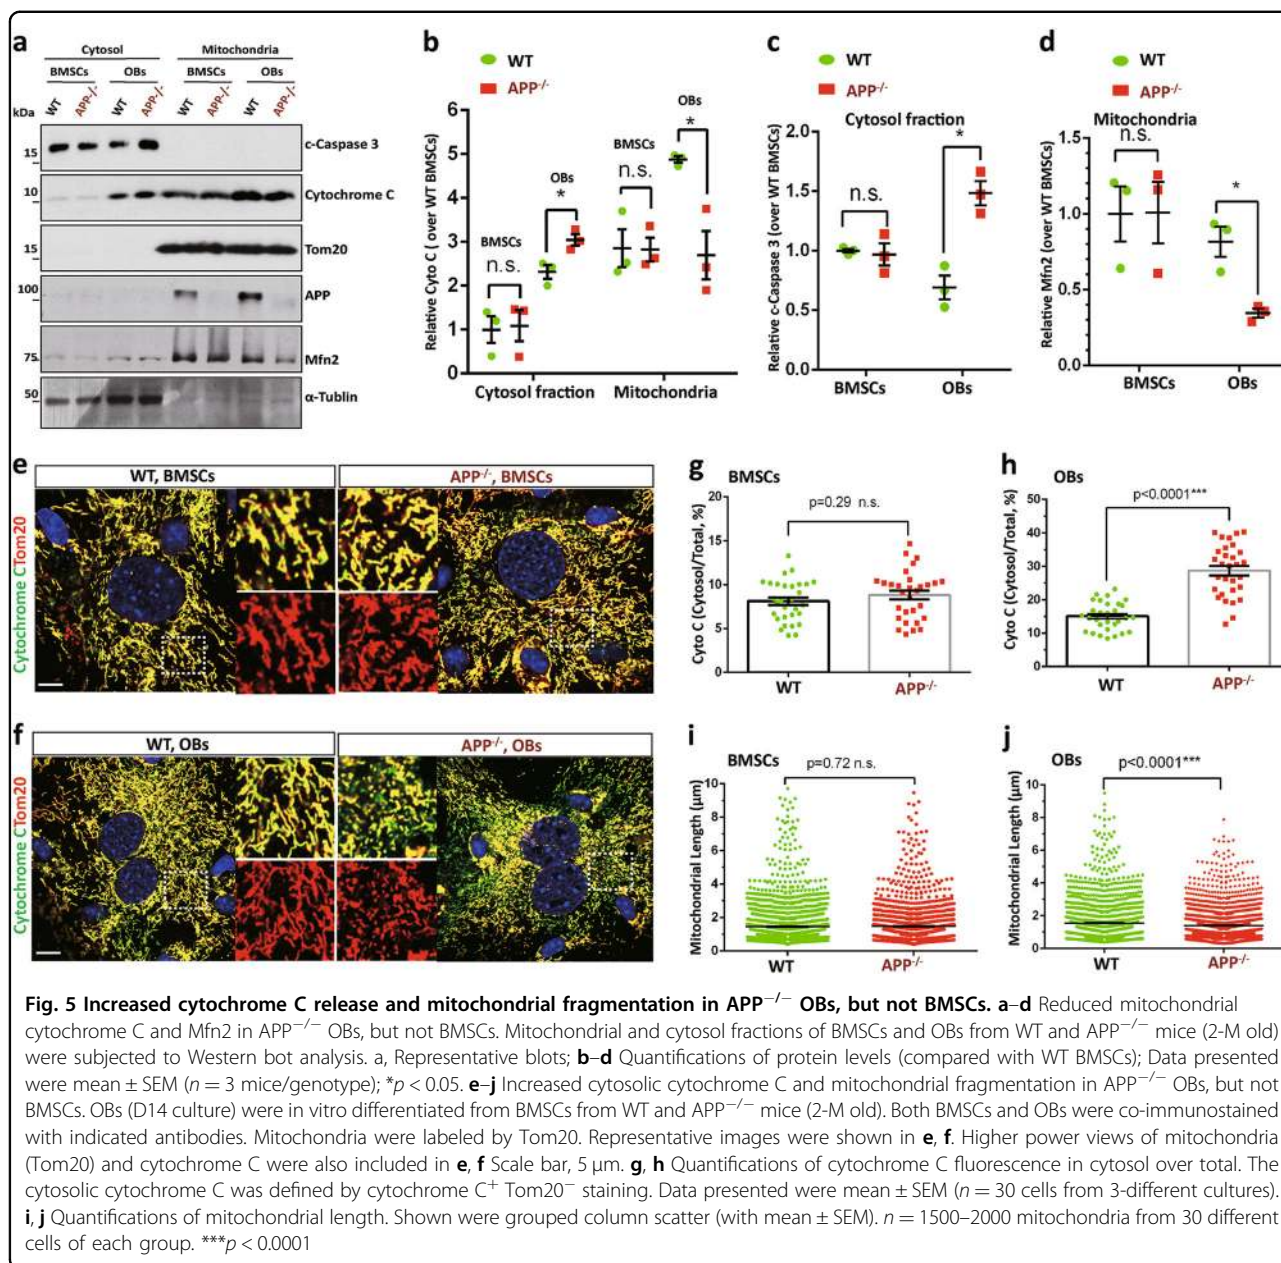 a
Cytosol Mitochondria
BMSCs OBs BMSCs OBs
WT APP-/- WT APP-/- WT APP-/- WT APP-/-
kDa
15 c-Caspase 3
10 Cytochrome C
15 Tom20
100 APP
75 Mfn2
50 α-Tublin
b
WT
APP-/-
Relative Cyto C ( over WT BMSCs)
6
5
4
3
2
1
0
BMSCs
n.s.
OBs
*
BMSCs
n.s.
OBs
*
Cytosol fraction Mitochondria
c
WT
APP-/-
Cytosol fraction
Relative c-Caspase 3 (over WT BMSCs)
2.0
1.5
1.0
0.5
0.0
n.s.
*
BMSCs OBs
d
WT
APP-/-
Mitochondria
Relative Mfn2 (over WT BMSCs)
1.5
1.0
0.5
0.0
n.s.
*
BMSCs OBs
e
WT, BMSCs APP-/-, BMSCs
Cytochrome C Tom20
f
WT, OBs APP-/-, OBs
Cytochrome C Tom20
g
BMSCs
Cyto C (Cytosol/Total, %)
20
15
10
5
0
p=0.29 n.s.
WT APP-/-
h
OBs
Cyto C (Cytosol/Total, %)
50
40
30
20
10
0
p<0.0001***
WT APP-/-
i
BMSCs
Mitochondrial Length (μm)
10
8
6
4
2
0
p=0.72 n.s.
WT APP-/-
j
OBs
Mitochondrial Length (μm)
10
8
6
4
2
0
p<0.0001***
WT APP-/-
Fig. 5 Increased cytochrome C release and mitochondrial fragmentation in APP−/− OBs, but not BMSCs. a–d Reduced mitochondrial
cytochrome C and Mfn2 in APP−/− OBs, but not BMSCs. Mitochondrial and cytosol fractions of BMSCs and OBs from WT and APP−/− mice (2-M old)
were subjected to Western bot analysis. a, Representative blots; b–d Quantifications of protein levels (compared with WT BMSCs); Data presented
were mean ± SEM (n = 3 mice/genotype); *p < 0.05. e–j Increased cytosolic cytochrome C and mitochondrial fragmentation in APP−/− OBs, but not
BMSCs. OBs (D14 culture) were in vitro differentiated from BMSCs from WT and APP−/− mice (2-M old). Both BMSCs and OBs were co-immunostained
with indicated antibodies. Mitochondria were labeled by Tom20. Representative images were shown in e, f. Higher power views of mitochondria
(Tom20) and cytochrome C were also included in e, f Scale bar, 5 μm. g, h Quantifications of cytochrome C fluorescence in cytosol over total. The
cytosolic cytochrome C was defined by cytochrome C+ Tom20− staining. Data presented were mean ± SEM (n = 30 cells from 3-different cultures).
i, j Quantifications of mitochondrial length. Shown were grouped column scatter (with mean ± SEM). n = 1500–2000 mitochondria from 30 different
cells of each group. ***p < 0.0001